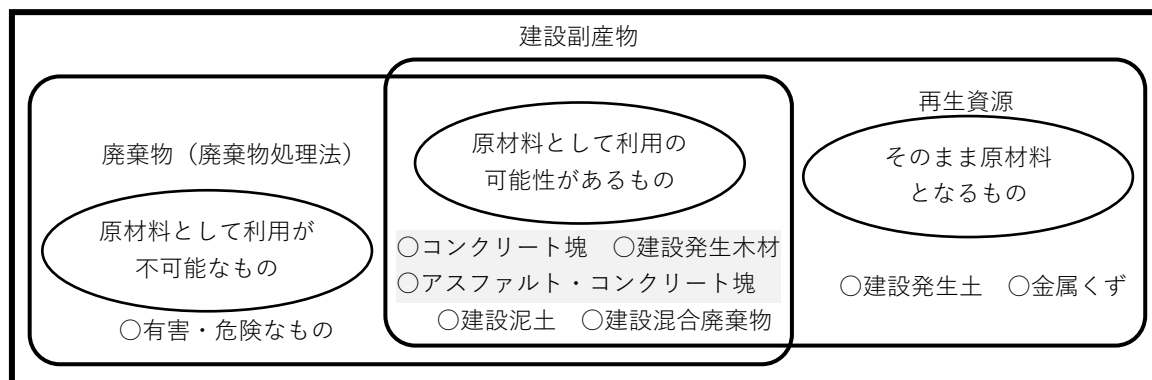 建設副産物
再生資源
廃棄物（廃棄物処理法）
原材料として利用が
不可能なもの
○有害・危険なもの
原材料として利用の
可能性があるもの
○コンクリート塊　○建設発生木材
○アスファルト・コンクリート塊
○建設泥土　○建設混合廃棄物
そのまま原材料
となるもの
○建設発生土　○金属くず